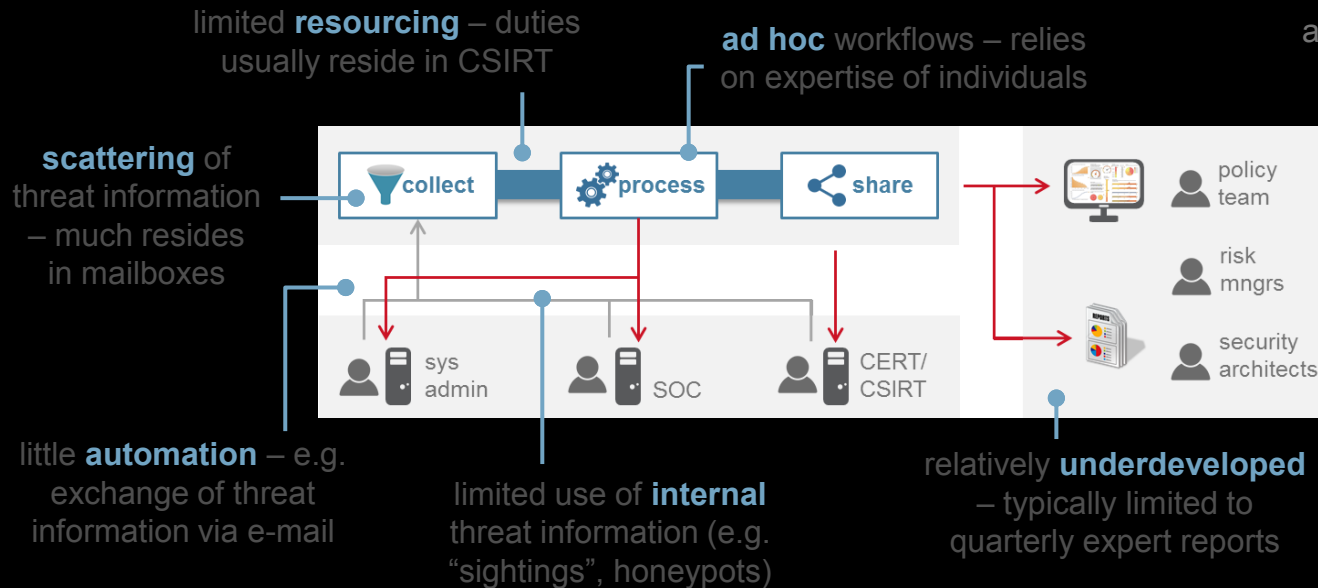 limited resourcing – duties
usually reside in CSIRT
ad hoc workflows – relies
on expertise of individuals
a
scattering of
threat information
– much resides
in mailboxes
collect
process
share
policy
team
risk
mngrs
security
architects
REPORTS
sys
admin
SOC
CERT/
CSIRT
little automation – e.g.
exchange of threat
information via e-mail
limited use of internal
threat information (e.g.
“sightings”, honeypots)
relatively underdeveloped
– typically limited to
quarterly expert reports